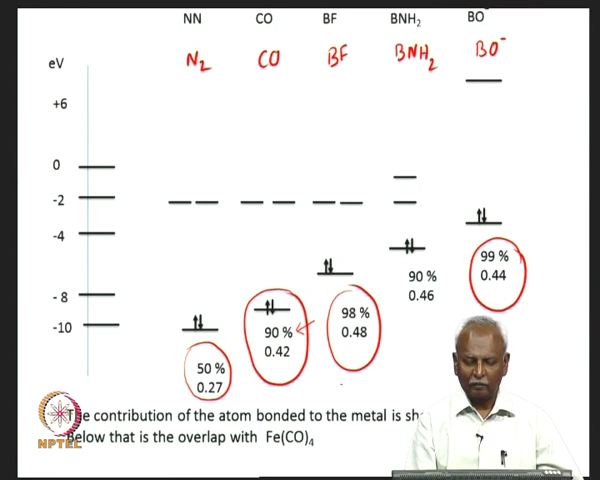 NN CO BF BNH₂ BO⁻
N₂ CO BF BNH₂ BO⁻
eV
+6
0
-2
-4
99 %
0.44
90 %
0.46
- 8
98 %
0.48
90 %
0.42
-10
50 %
0.27
The contribution of the atom bonded to the metal is
Below that is the overlap with Fe(CO)₄
NPTEL